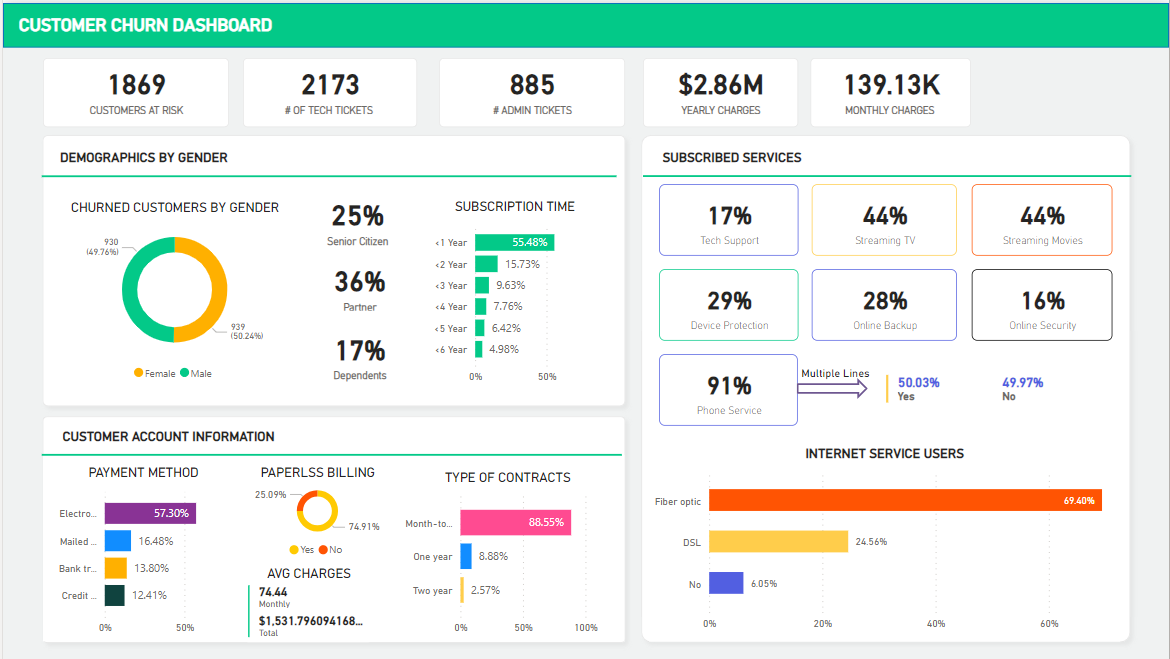 CUSTOMER CHURN DASHBOARD
1869
CUSTOMERS AT RISK
2173
# OF TECH TICKETS
885
# ADMIN TICKETS
$2.86M
YEARLY CHARGES
139.13K
MONTHLY CHARGES
DEMOGRAPHICS BY GENDER
CHURNED CUSTOMERS BY GENDER
930
(49.76%)
939
(50.24%)
Female Male
25%
Senior Citizen
36%
Partner
17%
Dependents
SUBSCRIPTION TIME
<1 Year 55.48%
<2 Year 15.73%
<3 Year 9.63%
<4 Year 7.76%
<5 Year 6.42%
<6 Year 4.98%
0% 50%
CUSTOMER ACCOUNT INFORMATION
PAYMENT METHOD
Electro... 57.30%
Mailed ... 16.48%
Bank tr... 13.80%
Credit ... 12.41%
0% 50%
PAPERLSS BILLING
25.09%
74.91%
Yes No
AVG CHARGES
74.44
Monthly
$1,531.796094168...
Total
TYPE OF CONTRACTS
Month-to... 88.55%
One year 8.88%
Two year 2.57%
0% 50% 100%
SUBSCRIBED SERVICES
17%
Tech Support
44%
Streaming TV
44%
Streaming Movies
29%
Device Protection
28%
Online Backup
16%
Online Security
91%
Phone Service
Multiple Lines
50.03%
Yes
49.97%
No
INTERNET SERVICE USERS
Fiber optic 69.40%
DSL 24.56%
No 6.05%
0% 20% 40% 60%